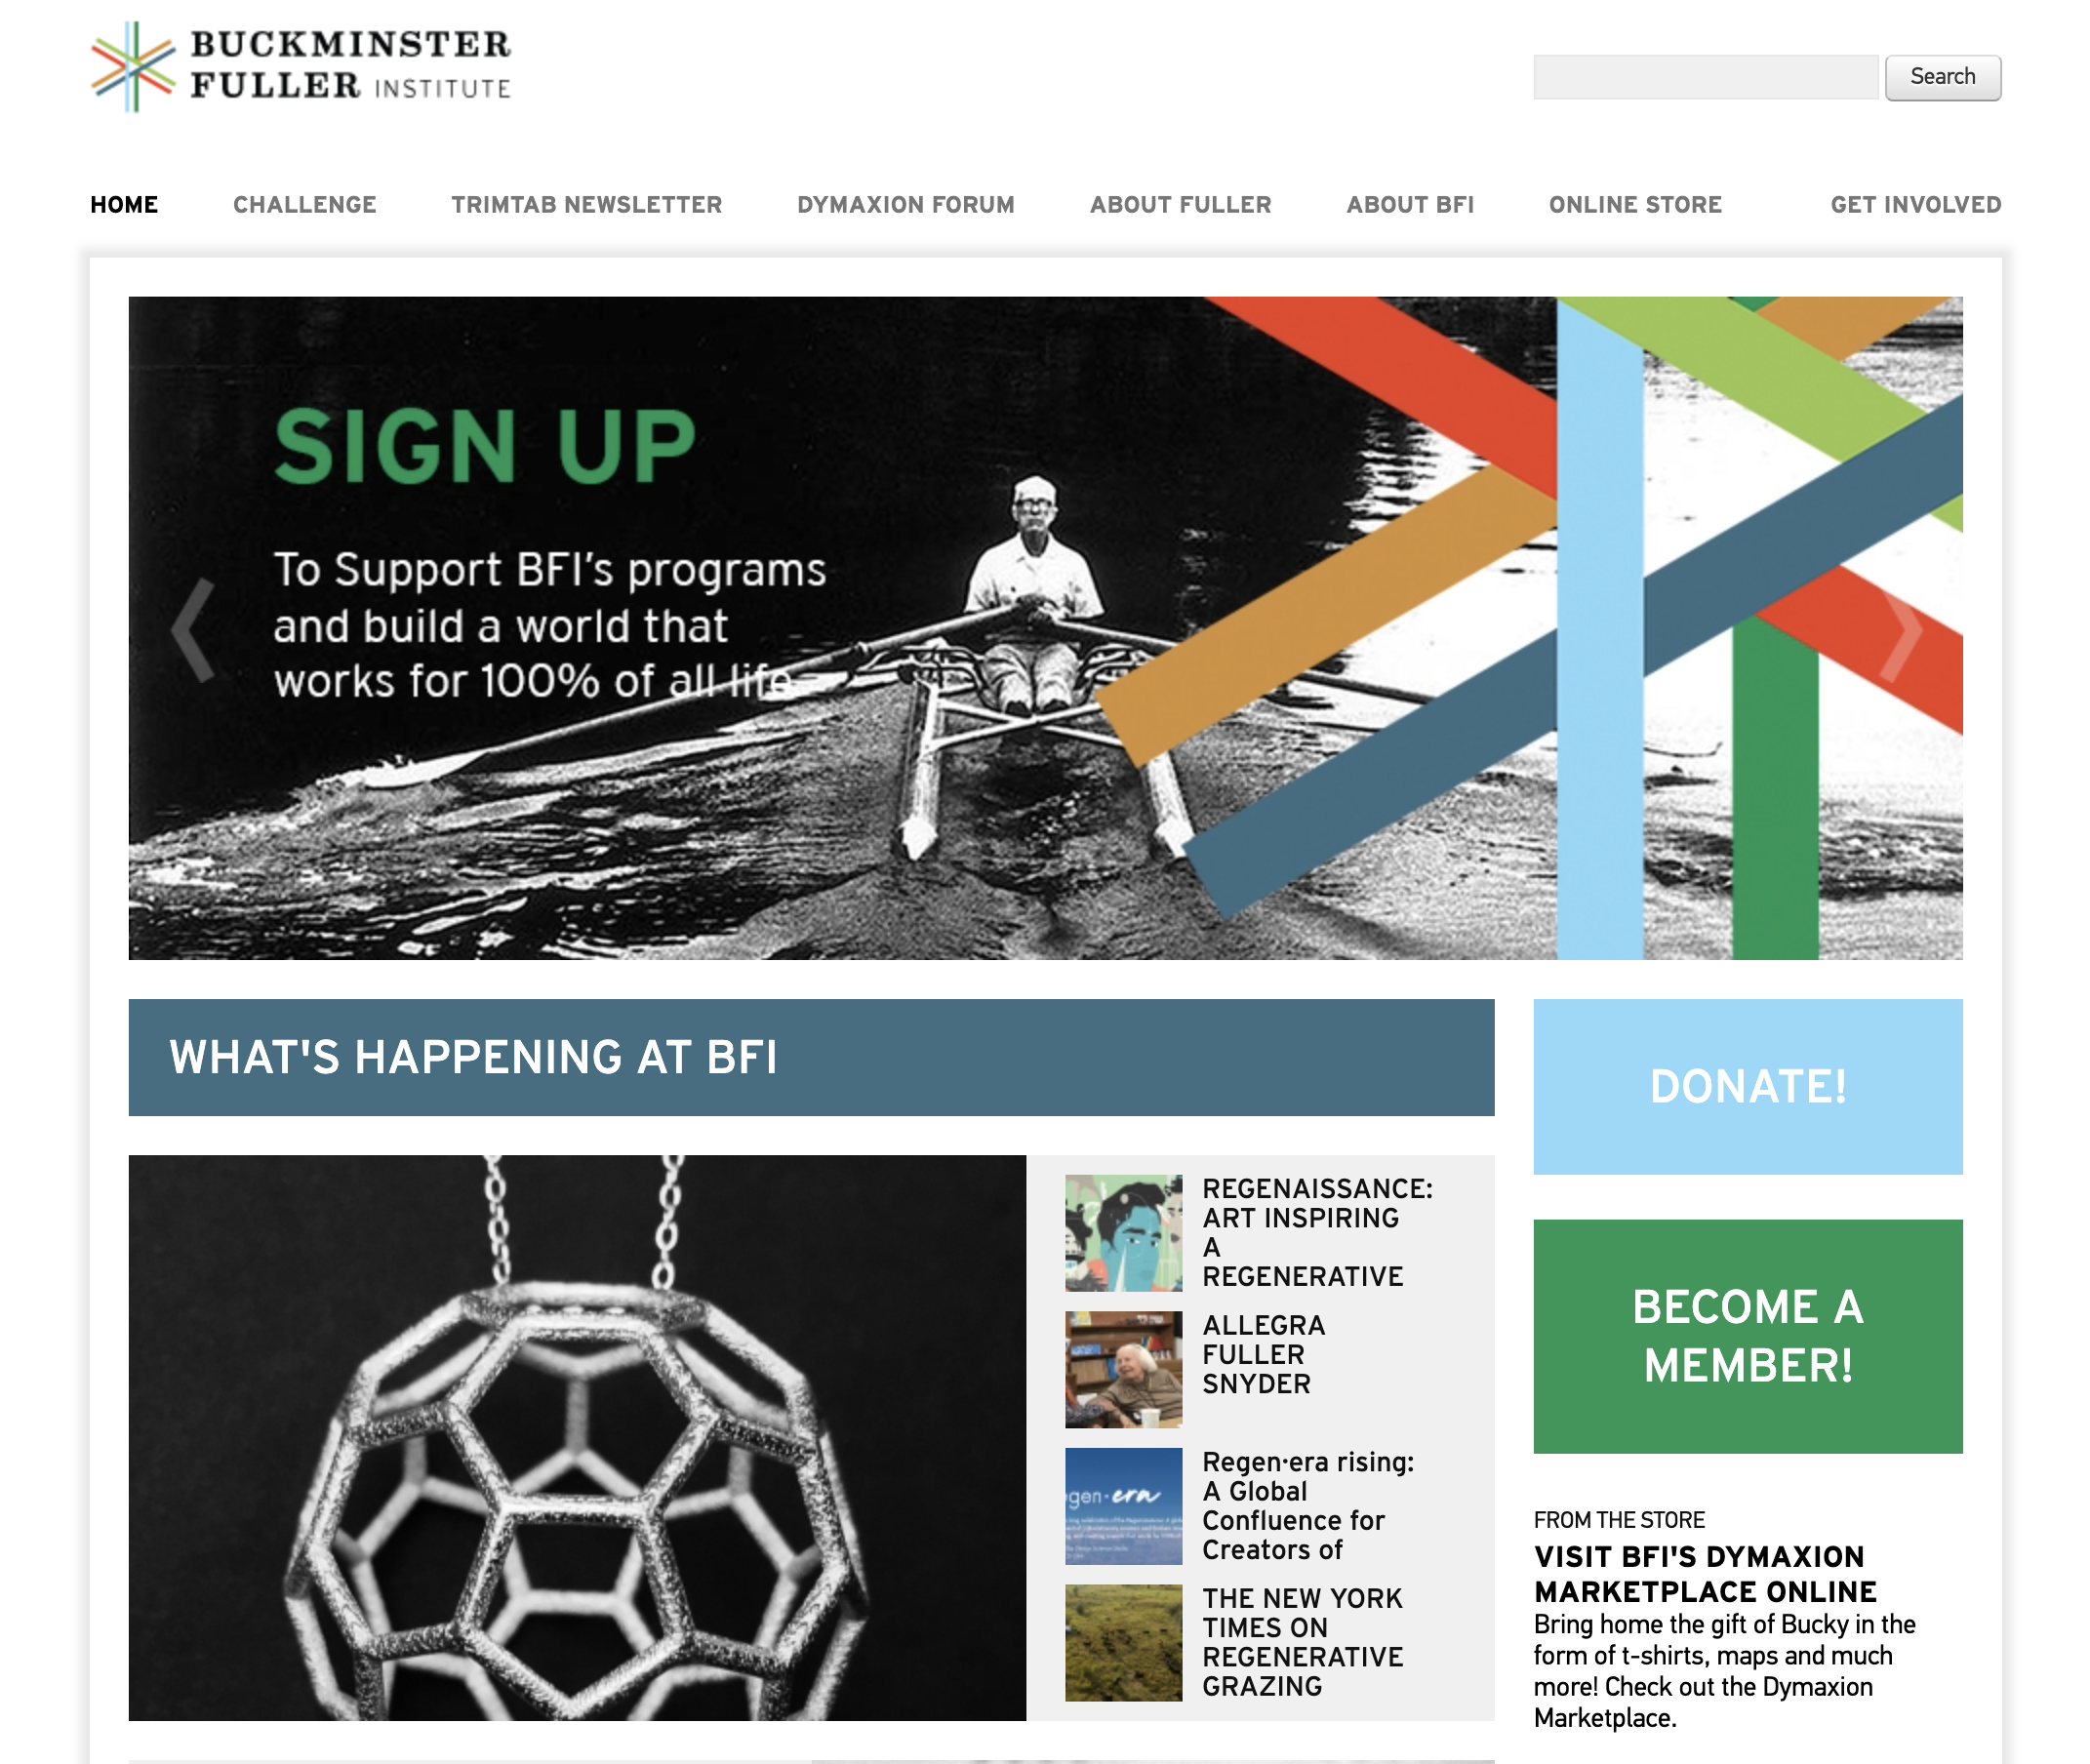 BUCKMINSTER
FULLER INSTITUTE
Search
HOME CHALLENGE TRIMTAB NEWSLETTER DYMAXION FORUM ABOUT FULLER ABOUT BFI ONLINE STORE GET INVOLVED
SIGN UP
To Support BFI’s programs
and build a world that
works for 100% of all life
WHAT'S HAPPENING AT BFI
REGENAISSANCE:
ART INSPIRING
A
REGENERATIVE
ALLEGRA
FULLER
SNYDER
egen·era
Regen·era rising:
A Global
Confluence for
Creators of
THE NEW YORK
TIMES ON
REGENERATIVE
GRAZING
DONATE!
BECOME A
MEMBER!
FROM THE STORE
VISIT BFI'S DYMAXION
MARKETPLACE ONLINE
Bring home the gift of Bucky in the
form of t-shirts, maps and much
more! Check out the Dymaxion
Marketplace.